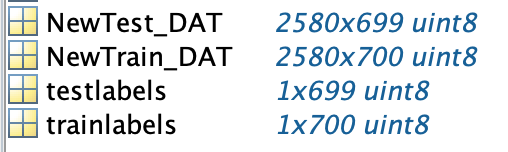 NewTest_DAT 2580x699 uint8
NewTrain_DAT 2580x700 uint8
testlabels 1x699 uint8
trainlabels 1x700 uint8